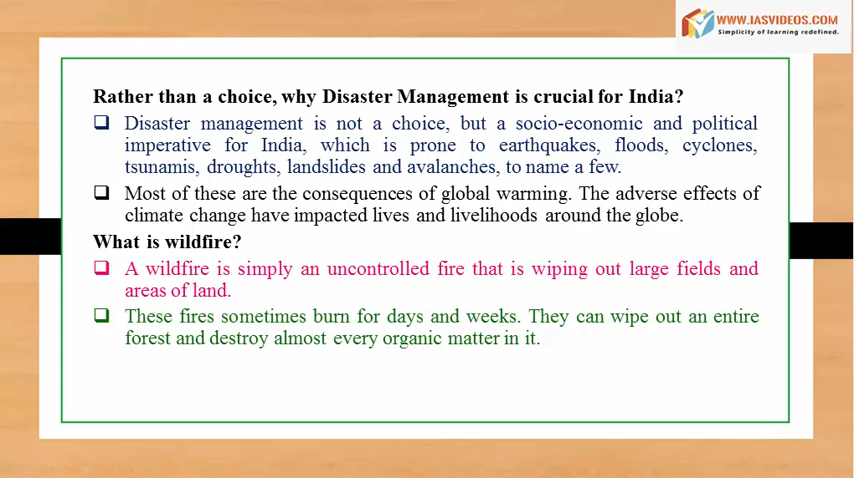 WWW.IASVIDEOS.COM
Simplicity of learning redefined.
Rather than a choice, why Disaster Management is crucial for India?
Disaster management is not a choice, but a socio-economic and political
imperative for India, which is prone to earthquakes, floods, cyclones,
tsunamis, droughts, landslides and avalanches, to name a few.
Most of these are the consequences of global warming. The adverse effects of
climate change have impacted lives and livelihoods around the globe.
What is wildfire?
A wildfire is simply an uncontrolled fire that is wiping out large fields and
areas of land.
These fires sometimes burn for days and weeks. They can wipe out an entire
forest and destroy almost every organic matter in it.